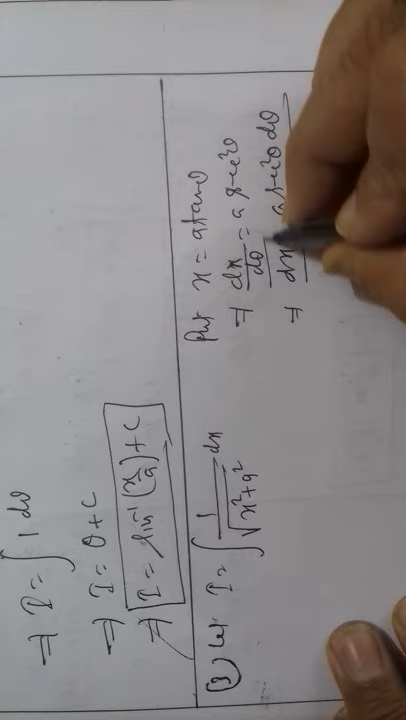 ⇒ I = ∫ 1 dθ
⇒ I = θ + c
⇒ I = sin⁻¹(x/a) + c
(3) Let I = ∫ 1/√(x²+a²) dx
Put x = a tanθ
⇒ dx/dθ = a sec²θ
⇒ dx a sec²θ dθ